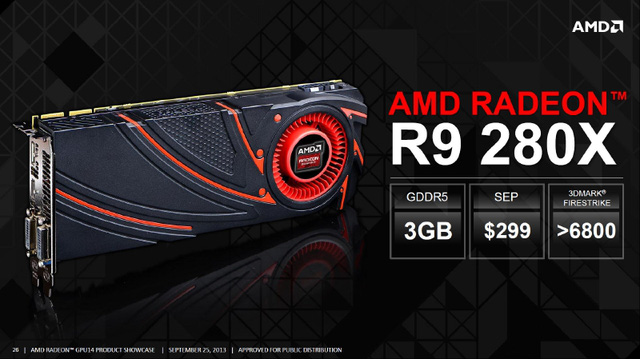 AMD
AMD RADEON™
R9 280X
GDDR5
3GB
SEP
$299
3DMARK®
FIRESTRIKE
>6800
AMD
RADEON
26 | AMD RADEON™ GPU14 PRODUCT SHOWCASE | SEPTEMBER 25, 2013 | APPROVED FOR PUBLIC DISTRIBUTION